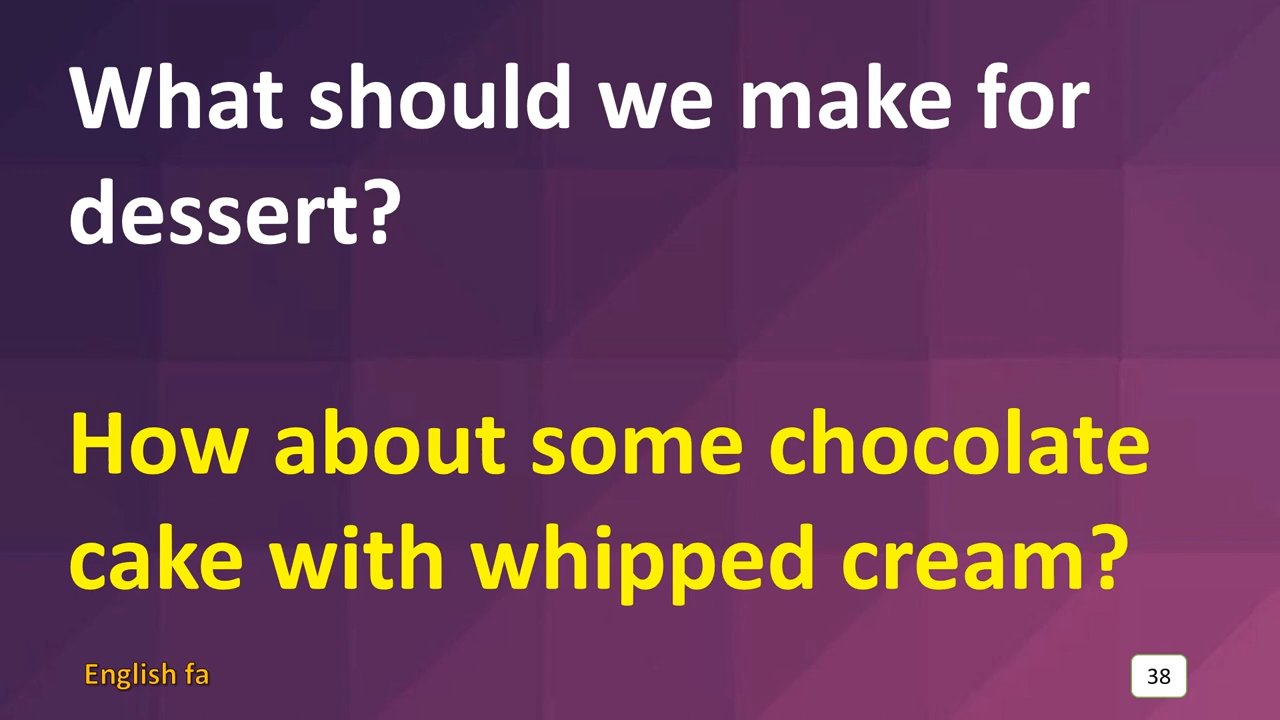 What should we make for
dessert?
How about some chocolate
cake with whipped cream?
English fa
38